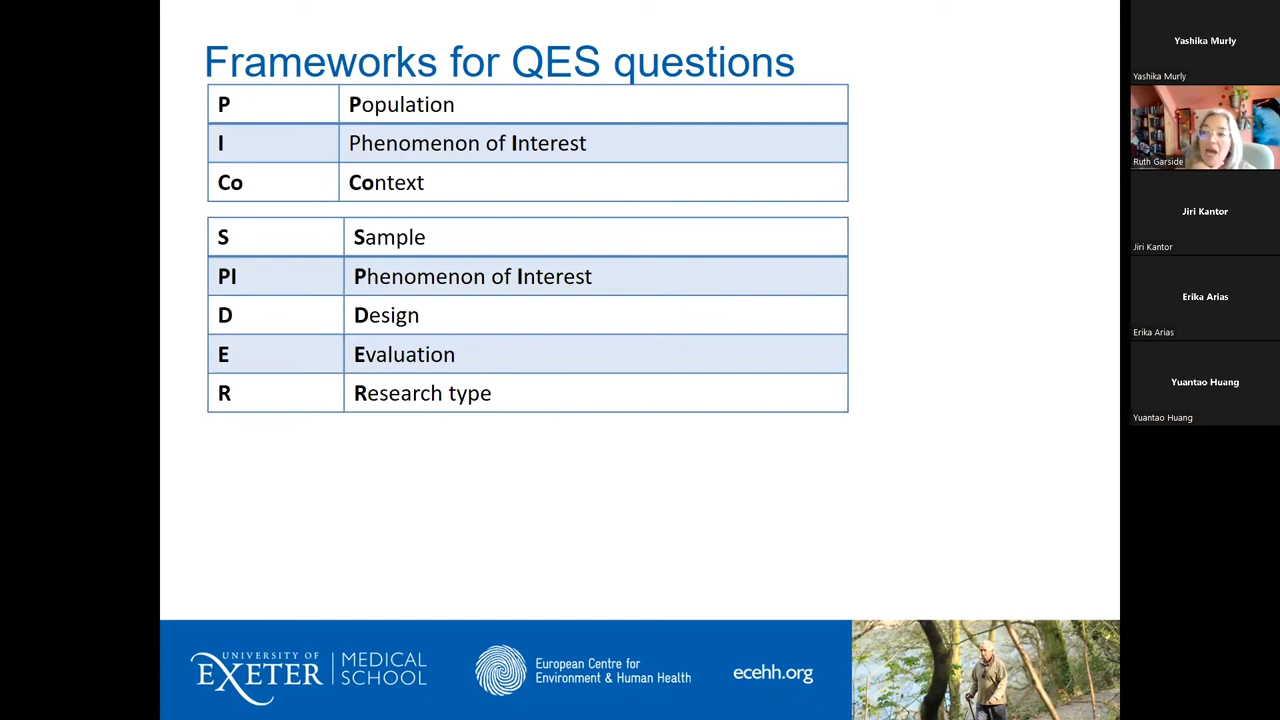 Frameworks for QES questions
P Population
I Phenomenon of Interest
Co Context
S Sample
PI Phenomenon of Interest
D Design
E Evaluation
R Research type
UNIVERSITY OF
EXETER
MEDICAL
SCHOOL
European Centre for
Environment & Human Health
ecehh.org
Yashika Murly
Yashika Murly
Ruth Garside
Jiri Kantor
Jiri Kantor
Erika Arias
Erika Arias
Yuantao Huang
Yuantao Huang